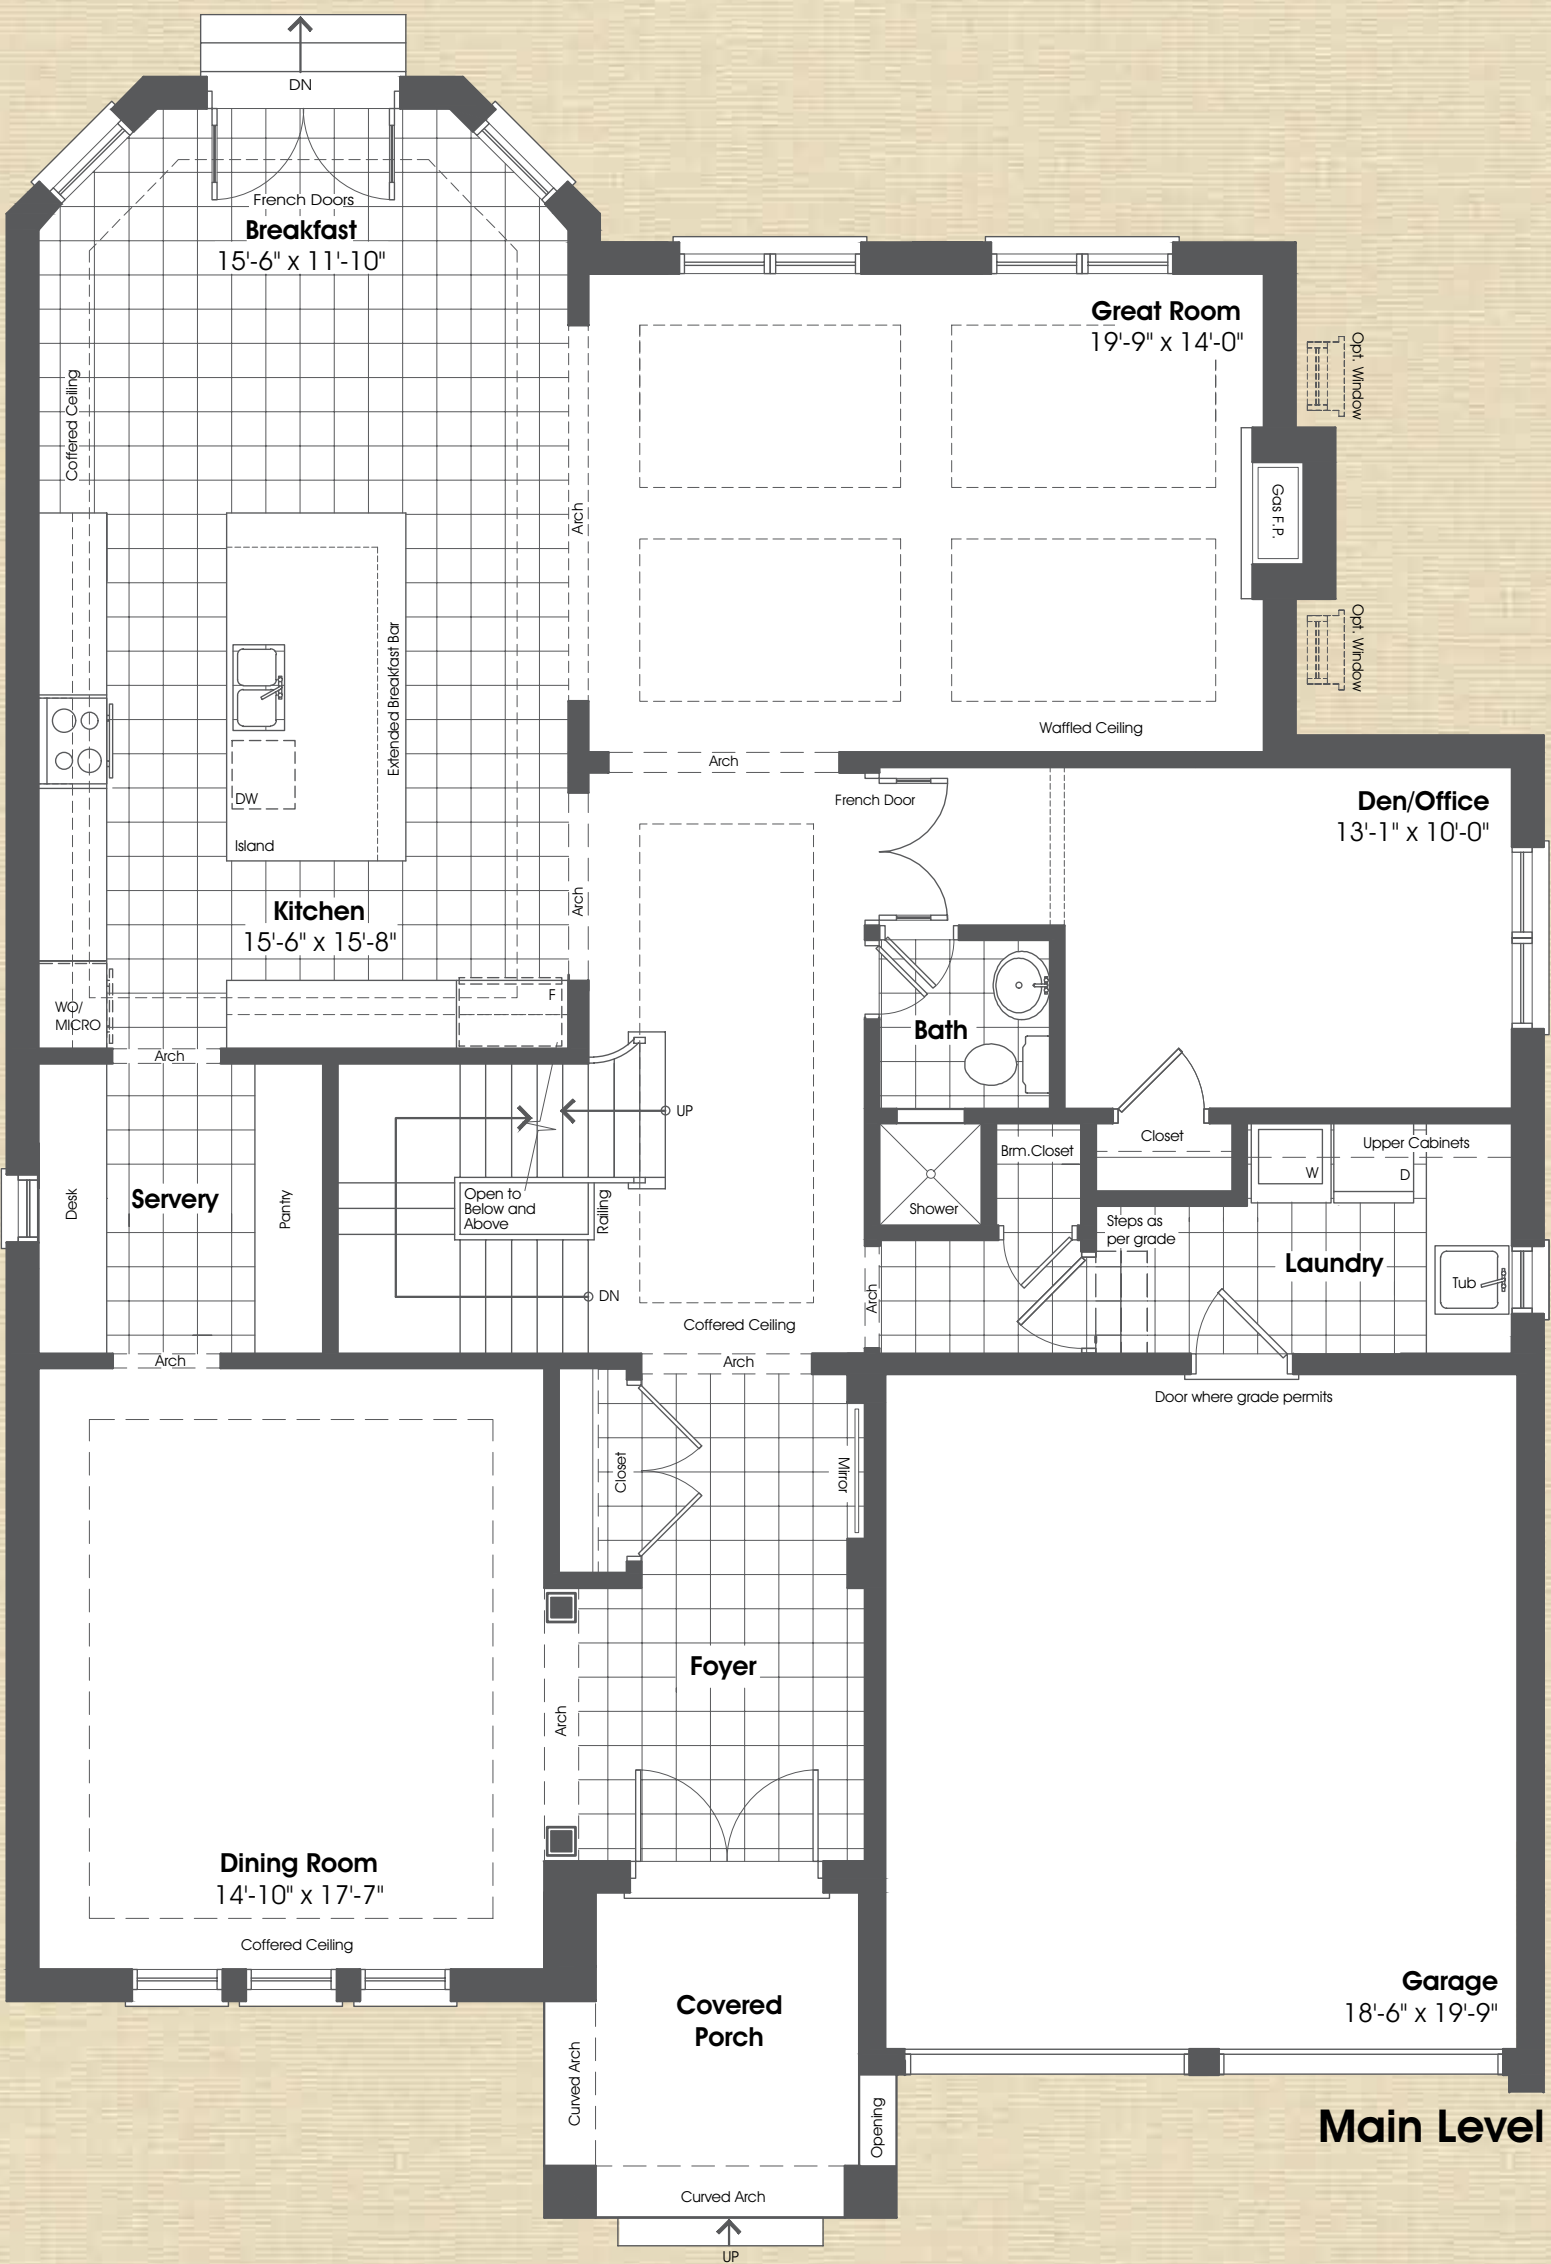 DN
French Doors
Breakfast
15'-6" x 11'-10"
Coffered Ceiling
Great Room
19'-9" x 14'-0"
Opt. Window
Gas F.P.
Opt. Window
Arch
Waffled Ceiling
Extended Breakfast Bar
DW
Island
Kitchen
15'-6" x 15'-8"
WO/
MICRO
F
Arch
Arch
French Door
Den/Office
13'-1" x 10'-0"
Bath
Arch
UP
Desk
Servery
Pantry
Open to
Below and
Above
Railing
DN
Shower
Brm.Closet
Closet
W
D
Upper Cabinets
Steps as
per grade
Laundry
Tub
Arch
Coffered Ceiling
Arch
Arch
Door where grade permits
Closet
Mirror
Foyer
Arch
Dining Room
14'-10" x 17'-7"
Coffered Ceiling
Garage
18'-6" x 19'-9"
Covered
Porch
Curved Arch
Opening
Curved Arch
UP
Main Level